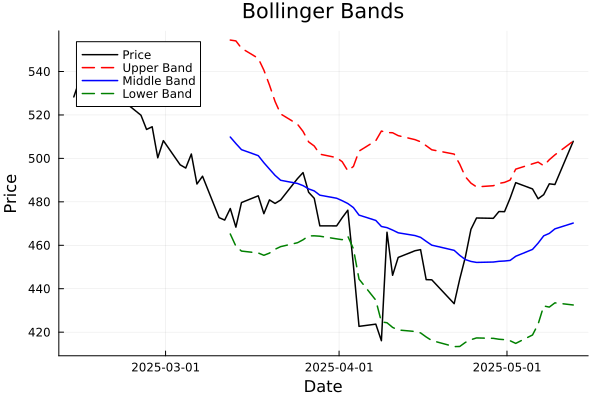 Bollinger Bands
Price
Upper Band
Middle Band
Lower Band
540
520
500
480
460
440
420
Price
2025-03-01
2025-04-01
2025-05-01
Date